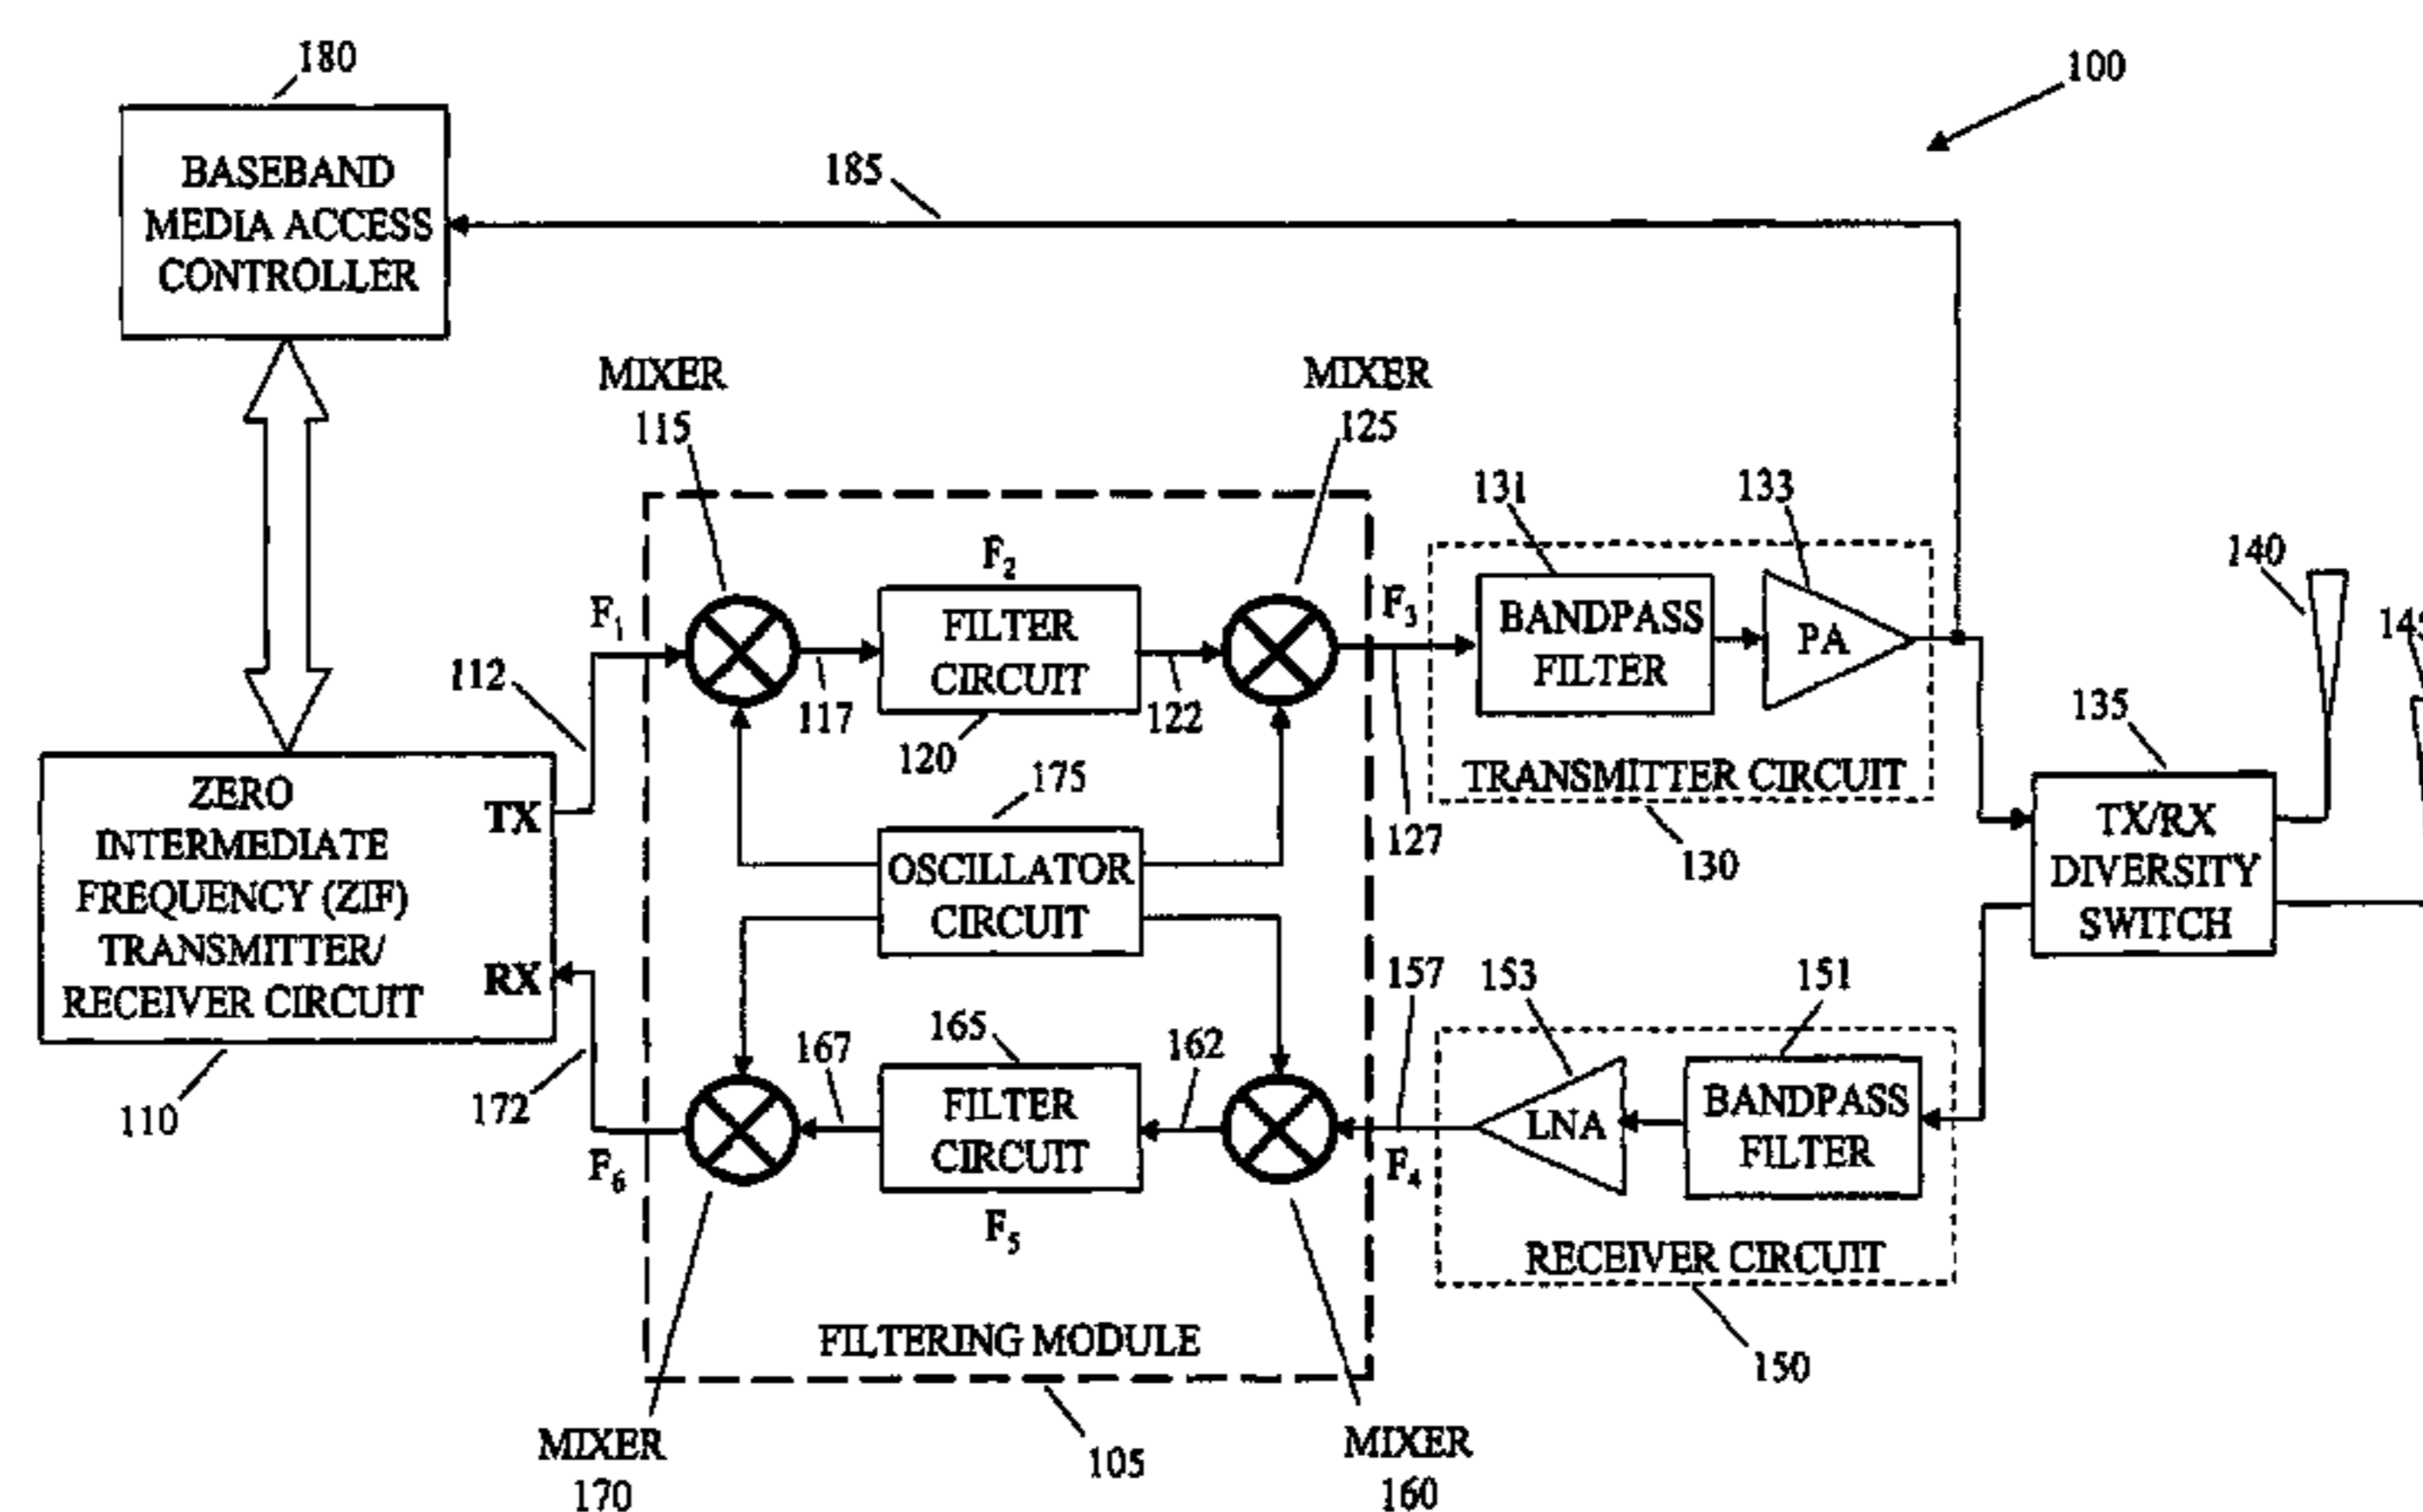 180
100
BASEBAND
MEDIA ACCESS
CONTROLLER
185
MIXER
115
MIXER
125
131
133
140
F₂
F₁
FILTER
CIRCUIT
F₃
BANDPASS
FILTER
PA
112
117
122
120
135
TRANSMITTER CIRCUIT
ZERO
INTERMEDIATE
FREQUENCY (ZIF)
TRANSMITTER/
RECEIVER CIRCUIT
TX
RX
175
127
130
OSCILLATOR
CIRCUIT
TX/RX
DIVERSITY
SWITCH
157
153
151
165
167
162
172
110
FILTER
CIRCUIT
LNA
BANDPASS
FILTER
F₆
F₄
F₅
RECEIVER CIRCUIT
FILTERING MODULE
150
MIXER
170
105
MIXER
160